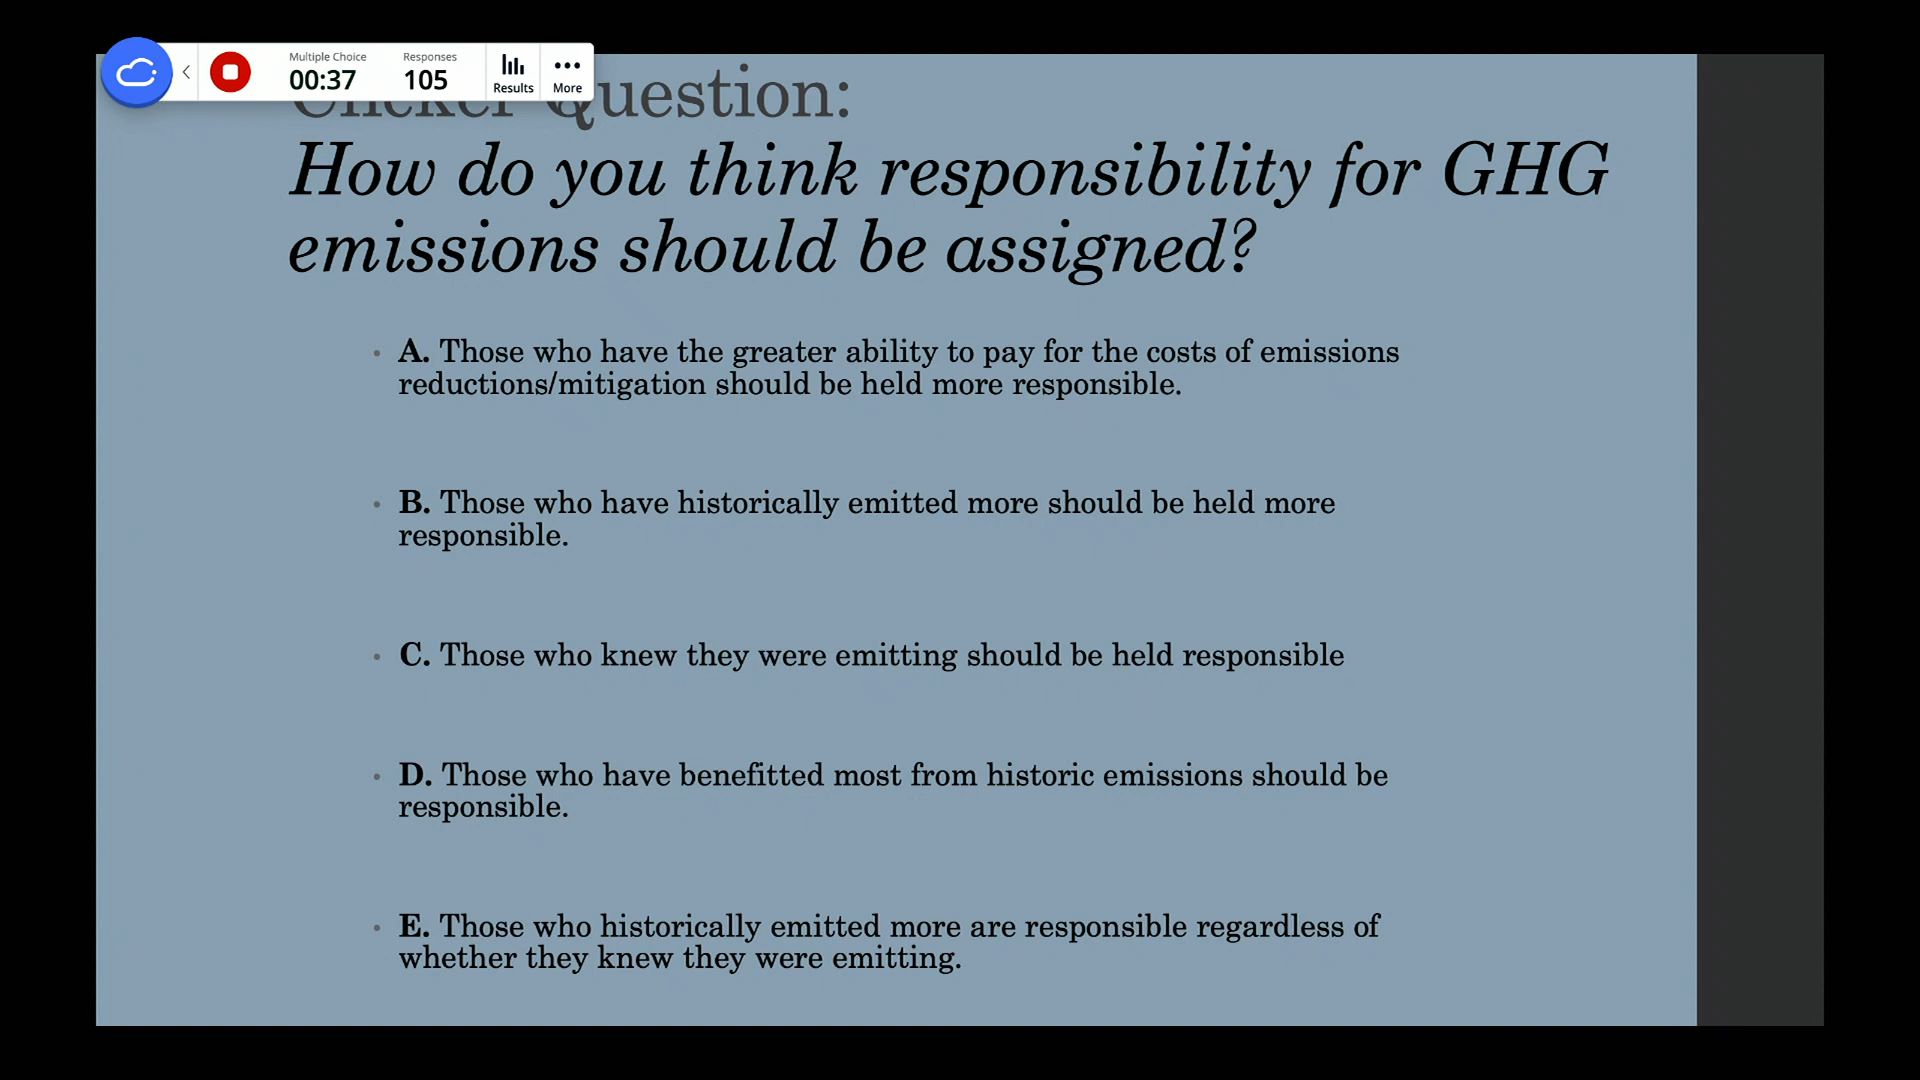 Multiple Choice
00:37
Responses
105
Results
More
Clicker Question:
How do you think responsibility for GHG
emissions should be assigned?
• A. Those who have the greater ability to pay for the costs of emissions
reductions/mitigation should be held more responsible.
• B. Those who have historically emitted more should be held more
responsible.
• C. Those who knew they were emitting should be held responsible
• D. Those who have benefitted most from historic emissions should be
responsible.
• E. Those who historically emitted more are responsible regardless of
whether they knew they were emitting.